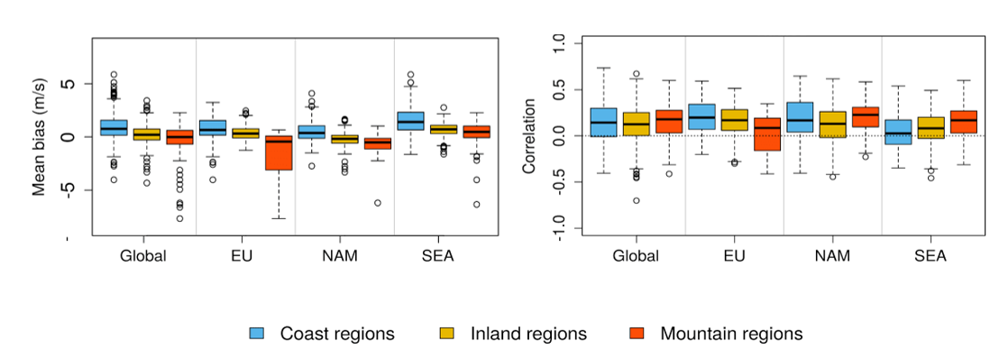 Mean bias (m/s)
5
0
-5
-
Global EU NAM SEA
Correlation
1.0
0.5
0.0
-0.5
-1.0
Global EU NAM SEA
Coast regions Inland regions Mountain regions